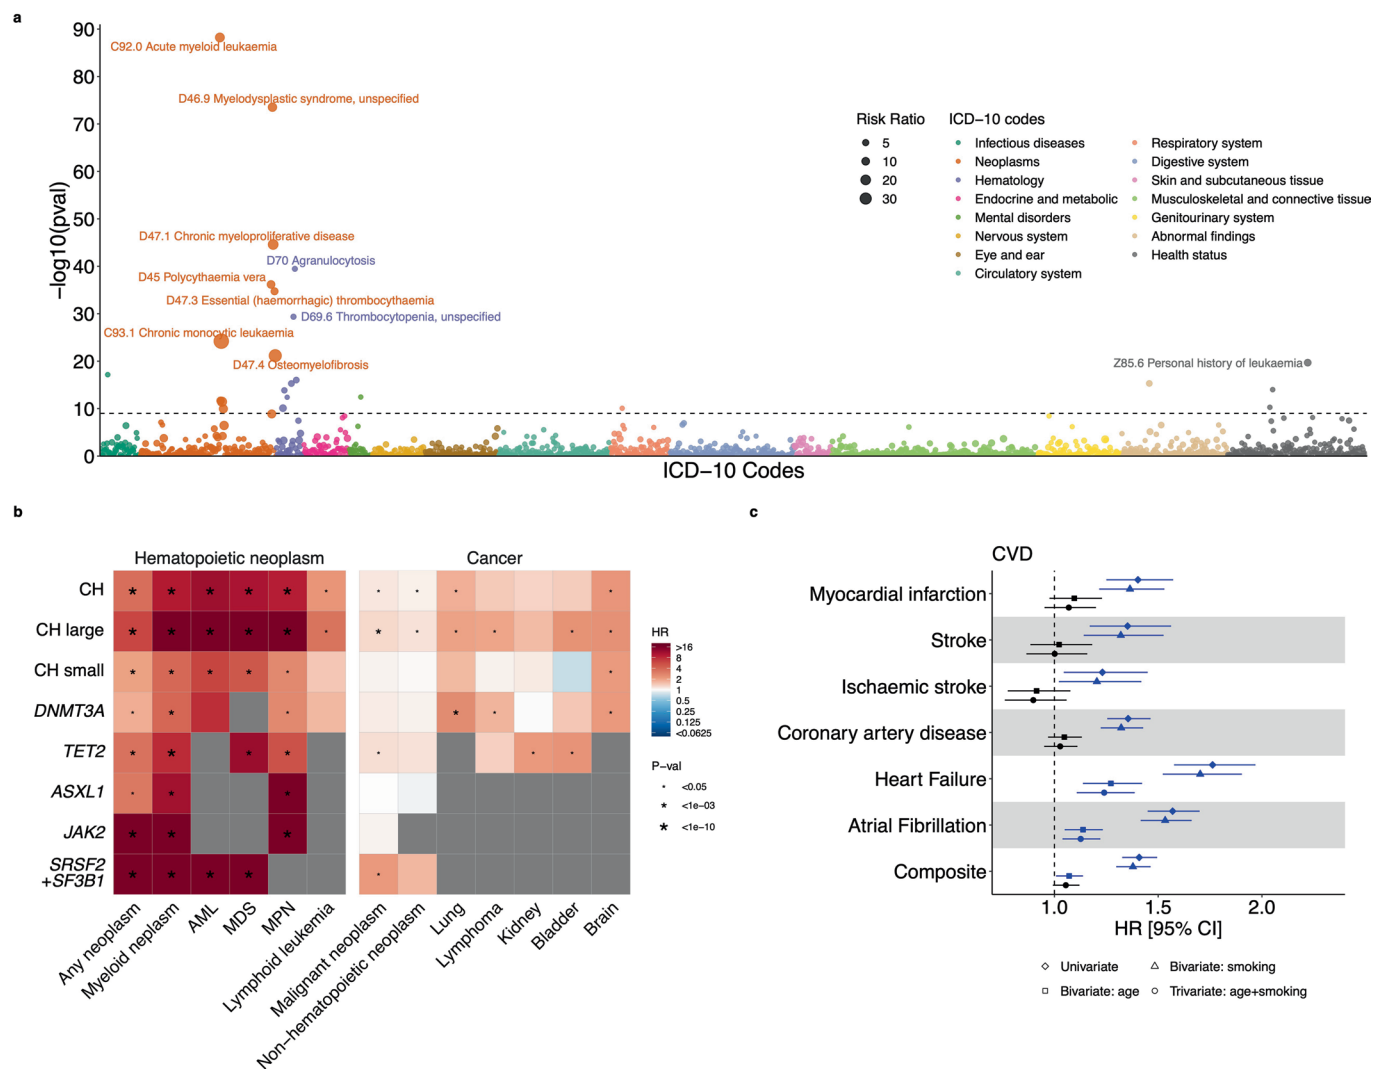 a
90
80
70
60
50
40
30
20
10
0
−log10(pval)
C92.0 Acute myeloid leukaemia
D46.9 Myelodysplastic syndrome, unspecified
D47.1 Chronic myeloproliferative disease
D70 Agranulocytosis
D45 Polycythaemia vera
D47.3 Essential (haemorrhagic) thrombocythaemia
D69.6 Thrombocytopenia, unspecified
C93.1 Chronic monocytic leukaemia
D47.4 Osteomyelofibrosis
Z85.6 Personal history of leukaemia
Risk Ratio
5
10
20
30
ICD−10 codes
Infectious diseases
Neoplasms
Hematology
Endocrine and metabolic
Mental disorders
Nervous system
Eye and ear
Circulatory system
Respiratory system
Digestive system
Skin and subcutaneous tissue
Musculoskeletal and connective tissue
Genitourinary system
Abnormal findings
Health status
ICD−10 Codes
b
Hematopoietic neoplasm
Cancer
CH
CH large
CH small
DNMT3A
TET2
ASXL1
JAK2
SRSF2
+SF3B1
Any neoplasm
Myeloid neplasm
AML
MDS
MPN
Lymphoid leukemia
Malignant neoplasm
Non−hematopoietic neoplasm
Lung
Lymphoma
Kidney
Bladder
Brain
HR
>16
8
4
2
1
0.5
0.25
0.125
<0.0625
P−val
<0.05
<1e−03
<1e−10
c
CVD
Myocardial infarction
Stroke
Ischaemic stroke
Coronary artery disease
Heart Failure
Atrial Fibrillation
Composite
1.0
1.5
2.0
HR [95% CI]
Univariate
Bivariate: smoking
Bivariate: age
Trivariate: age+smoking